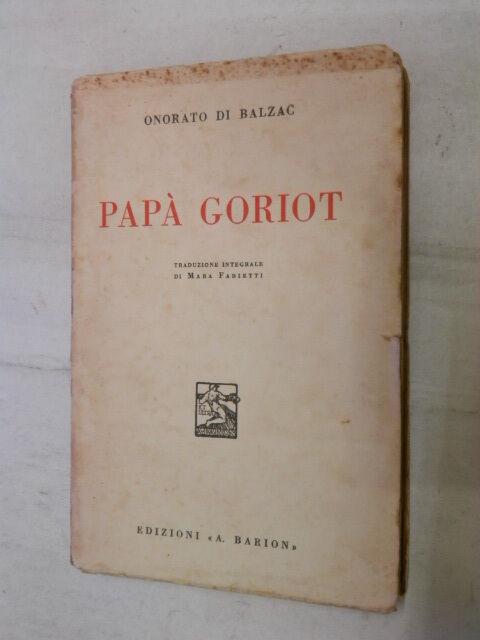 ONORATO DI BALZAC
PAPÀ GORIOT
TRADUZIONE INTEGRALE
DI MARA FABIETTI
EDIZIONI «A. BARION»